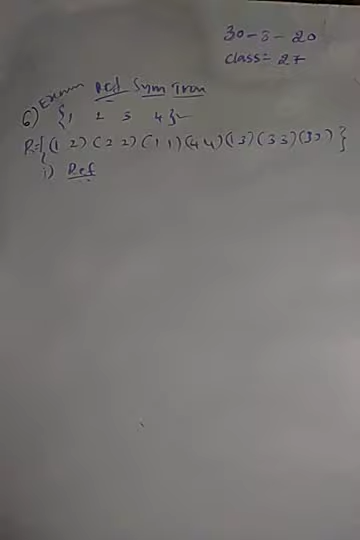 30-3-20
class= 27
Ref Sym Tran
6) {1 2 3 4}
R={(1 2)(2 2)(1 1)(4 4)(1 3)(3 3)(3 2)}
i) Ref